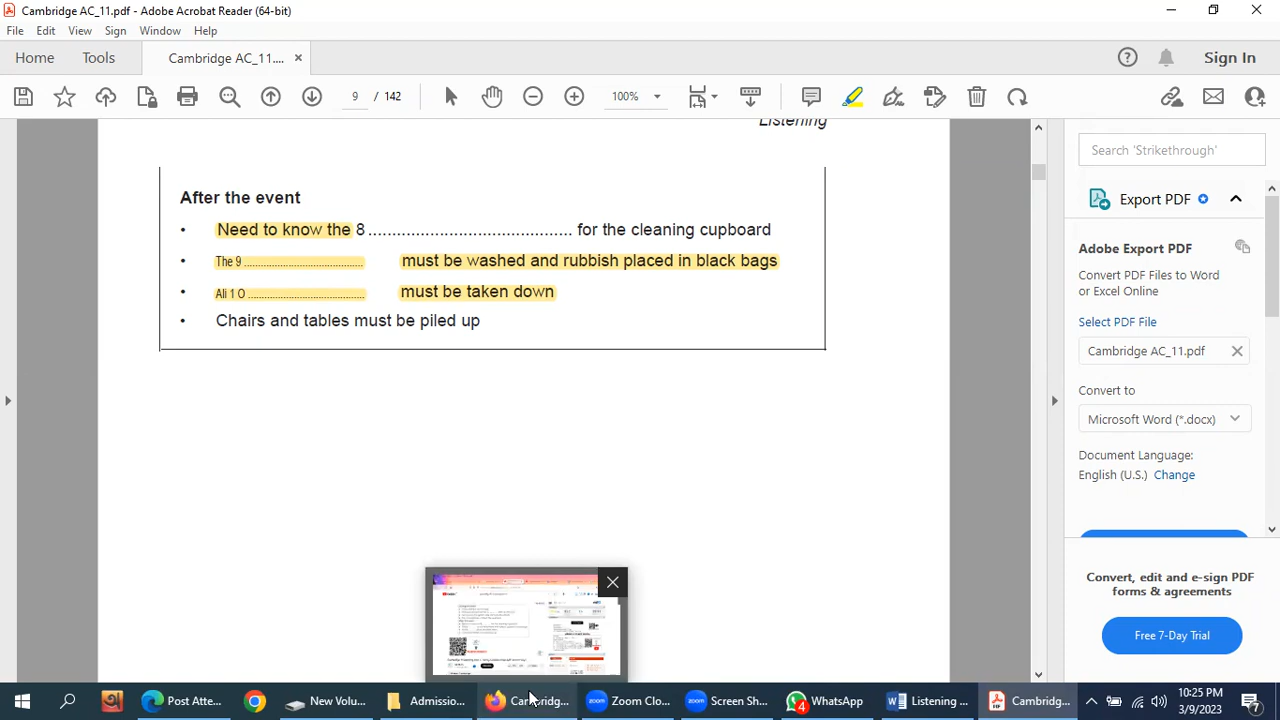 Cambridge AC_11.pdf - Adobe Acrobat Reader (64-bit)
File Edit View Sign Window Help
Home Tools Cambridge AC_11.... × Sign In
9 / 142 100%
Listening
Search 'Strikethrough'
After the event
• Need to know the 8 ......................................... for the cleaning cupboard
• The 9 ......................................... must be washed and rubbish placed in black bags
• Ali 1 0 ......................................... must be taken down
• Chairs and tables must be piled up
Export PDF
Adobe Export PDF
Convert PDF Files to Word
or Excel Online
Select PDF File
Cambridge AC_11.pdf
Convert to
Microsoft Word (*.docx)
Document Language:
English (U.S.) Change
Convert, edit and e-sign PDF
forms & agreements
Free 7-Day Trial
Post Atte... New Volu... Admissio... Cambridg... Zoom Clo... Screen Sh... 4 WhatsApp Listening ... Cambridg...
10:25 PM
3/9/2023
7